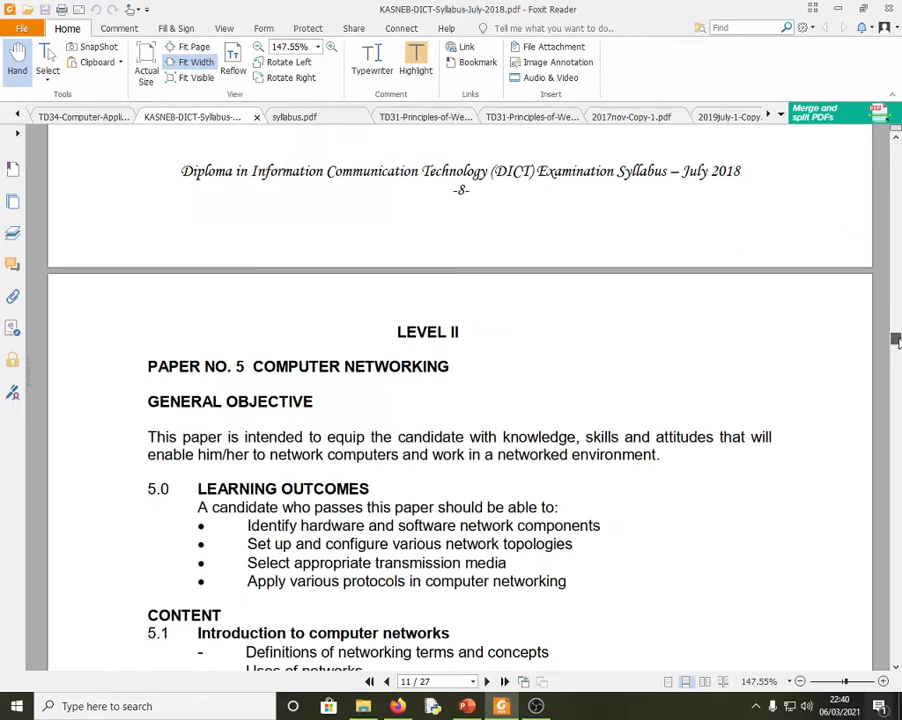 KASNEB-DICT-Syllabus-July-2018.pdf - Foxit Reader
File Home Comment View Form Protect Share Connect Help Tell me what you want to do... Find
Fill & Sign
Hand
Select
SnapShot
Clipboard
Tools
Actual Size
Fit Page
Fit Width
Fit Visible
Reflow
147.55%
Rotate Left
Rotate Right
View
Typewriter
Highlight
Comment
Link
Bookmark
Links
File Attachment
Image Annotation
Audio & Video
Insert
TD34-Computer-Appli... KASNEB-DICT-Syllabus-... syllabus.pdf TD31-Principles-of-We... TD31-Principles-of-We... 2017nov-Copy-1.pdf 2019july-1-Copy.
Merge and split PDFs
Diploma in Information Communication Technology (DICT) Examination Syllabus – July 2018
-8-
LEVEL II
PAPER NO. 5 COMPUTER NETWORKING
GENERAL OBJECTIVE
This paper is intended to equip the candidate with knowledge, skills and attitudes that will
enable him/her to network computers and work in a networked environment.
5.0 LEARNING OUTCOMES
A candidate who passes this paper should be able to:
• Identify hardware and software network components
• Set up and configure various network topologies
• Select appropriate transmission media
• Apply various protocols in computer networking
CONTENT
5.1 Introduction to computer networks
- Definitions of networking terms and concepts
Uses of networks
11 / 27
147.55%
Type here to search
22:40
06/03/2021